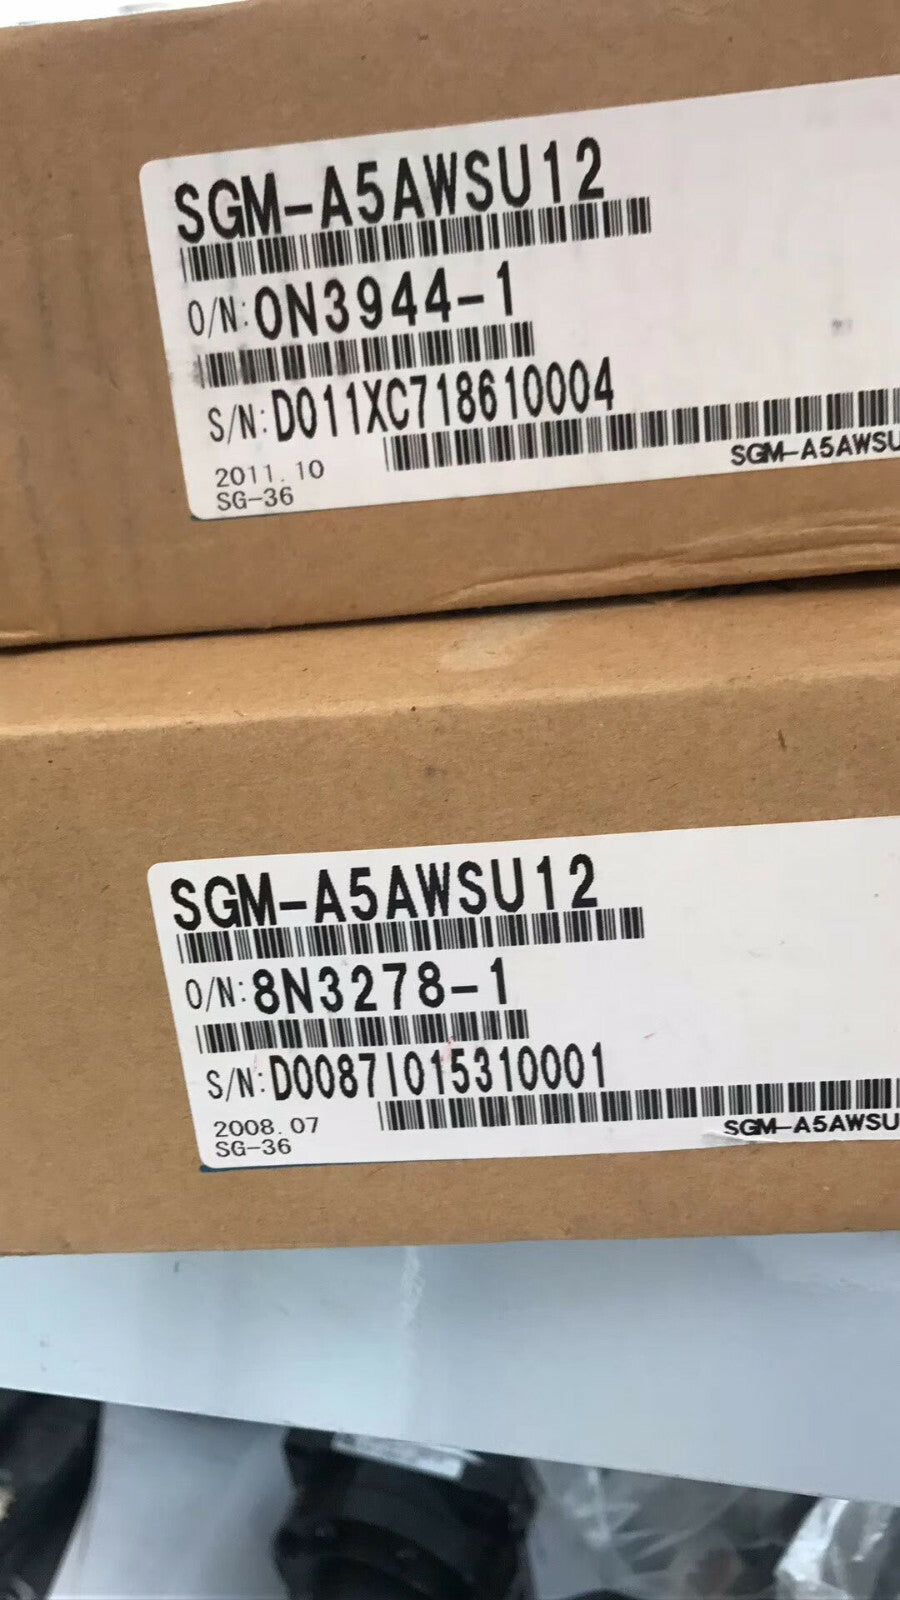 SGM-A5AWSU12
O/N:0N3944-1
S/N:D011XC718610004
2011.10
SGM-A5AWSU
SG-36
SGM-A5AWSU12
O/N:8N3278-1
S/N:D0087I015310001
2008.07
SGM-A5AWSU
SG-36